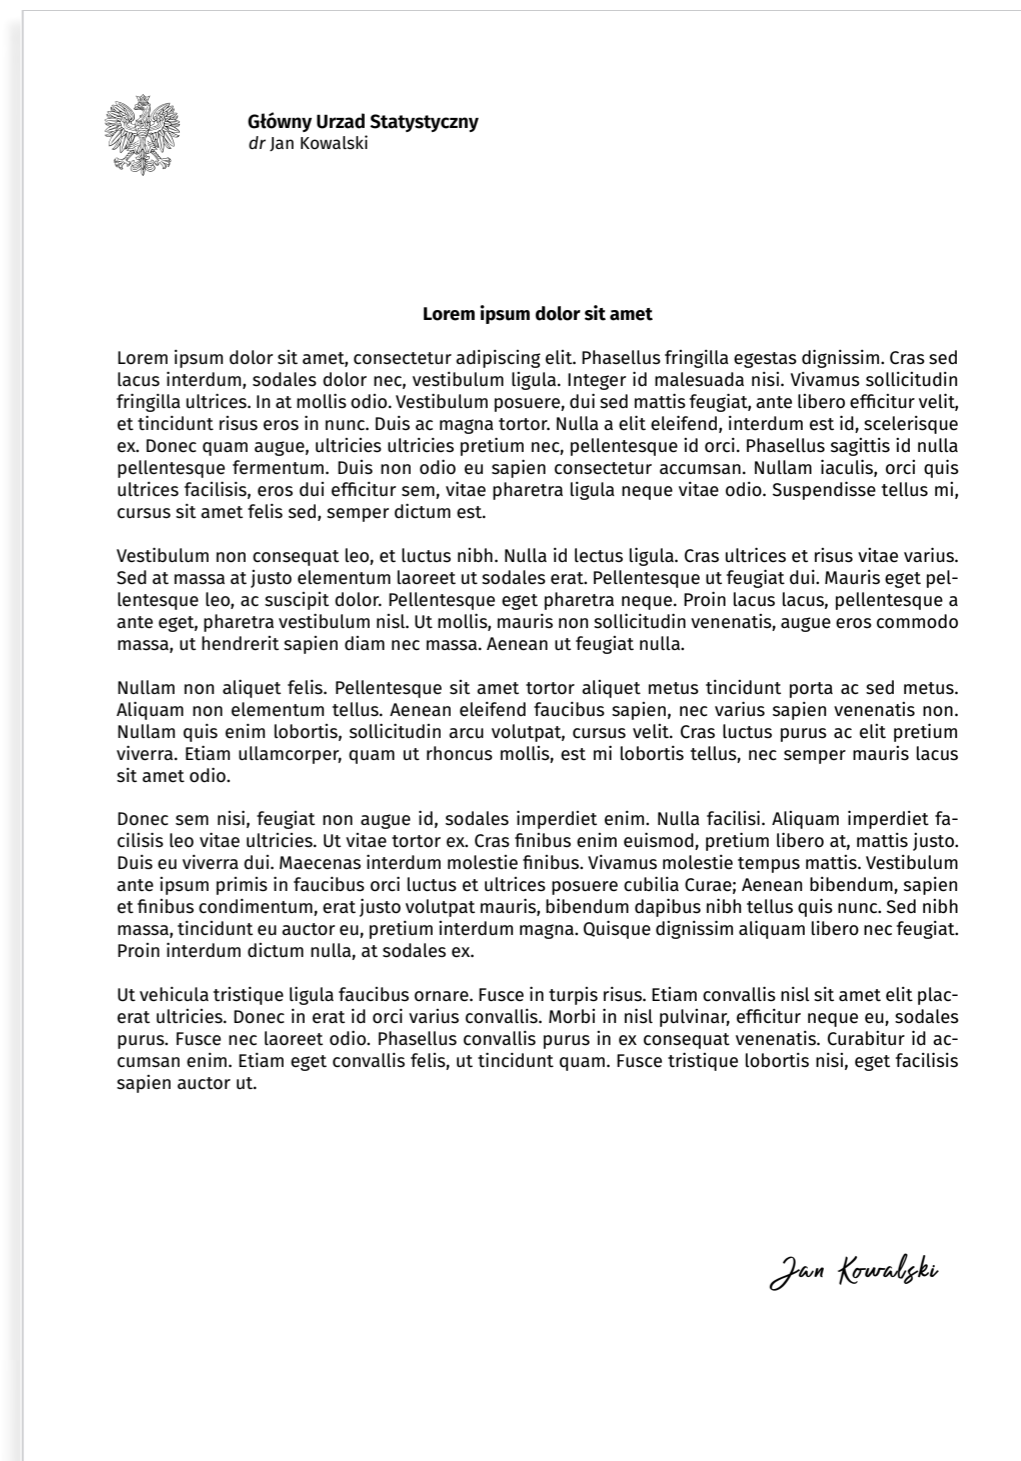 Główny Urzad Statystyczny
dr Jan Kowalski
Lorem ipsum dolor sit amet
Lorem ipsum dolor sit amet, consectetur adipiscing elit. Phasellus fringilla egestas dignissim. Cras sed
lacus interdum, sodales dolor nec, vestibulum ligula. Integer id malesuada nisi. Vivamus sollicitudin
fringilla ultrices. In at mollis odio. Vestibulum posuere, dui sed mattis feugiat, ante libero efficitur velit,
et tincidunt risus eros in nunc. Duis ac magna tortor. Nulla a elit eleifend, interdum est id, scelerisque
ex. Donec quam augue, ultricies ultricies pretium nec, pellentesque id orci. Phasellus sagittis id nulla
pellentesque fermentum. Duis non odio eu sapien consectetur accumsan. Nullam iaculis, orci quis
ultrices facilisis, eros dui efficitur sem, vitae pharetra ligula neque vitae odio. Suspendisse tellus mi,
cursus sit amet felis sed, semper dictum est.
Vestibulum non consequat leo, et luctus nibh. Nulla id lectus ligula. Cras ultrices et risus vitae varius.
Sed at massa at justo elementum laoreet ut sodales erat. Pellentesque ut feugiat dui. Mauris eget pel-
lentesque leo, ac suscipit dolor. Pellentesque eget pharetra neque. Proin lacus lacus, pellentesque a
ante eget, pharetra vestibulum nisl. Ut mollis, mauris non sollicitudin venenatis, augue eros commodo
massa, ut hendrerit sapien diam nec massa. Aenean ut feugiat nulla.
Nullam non aliquet felis. Pellentesque sit amet tortor aliquet metus tincidunt porta ac sed metus.
Aliquam non elementum tellus. Aenean eleifend faucibus sapien, nec varius sapien venenatis non.
Nullam quis enim lobortis, sollicitudin arcu volutpat, cursus velit. Cras luctus purus ac elit pretium
viverra. Etiam ullamcorper, quam ut rhoncus mollis, est mi lobortis tellus, nec semper mauris lacus
sit amet odio.
Donec sem nisi, feugiat non augue id, sodales imperdiet enim. Nulla facilisi. Aliquam imperdiet fa-
cilisis leo vitae ultricies. Ut vitae tortor ex. Cras finibus enim euismod, pretium libero at, mattis justo.
Duis eu viverra dui. Maecenas interdum molestie finibus. Vivamus molestie tempus mattis. Vestibulum
ante ipsum primis in faucibus orci luctus et ultrices posuere cubilia Curae; Aenean bibendum, sapien
et finibus condimentum, erat justo volutpat mauris, bibendum dapibus nibh tellus quis nunc. Sed nibh
massa, tincidunt eu auctor eu, pretium interdum magna. Quisque dignissim aliquam libero nec feugiat.
Proin interdum dictum nulla, at sodales ex.
Ut vehicula tristique ligula faucibus ornare. Fusce in turpis risus. Etiam convallis nisl sit amet elit plac-
erat ultricies. Donec in erat id orci varius convallis. Morbi in nisl pulvinar, efficitur neque eu, sodales
purus. Fusce nec laoreet odio. Phasellus convallis purus in ex consequat venenatis. Curabitur id ac-
cumsan enim. Etiam eget convallis felis, ut tincidunt quam. Fusce tristique lobortis nisi, eget facilisis
sapien auctor ut.
Jan Kowalski